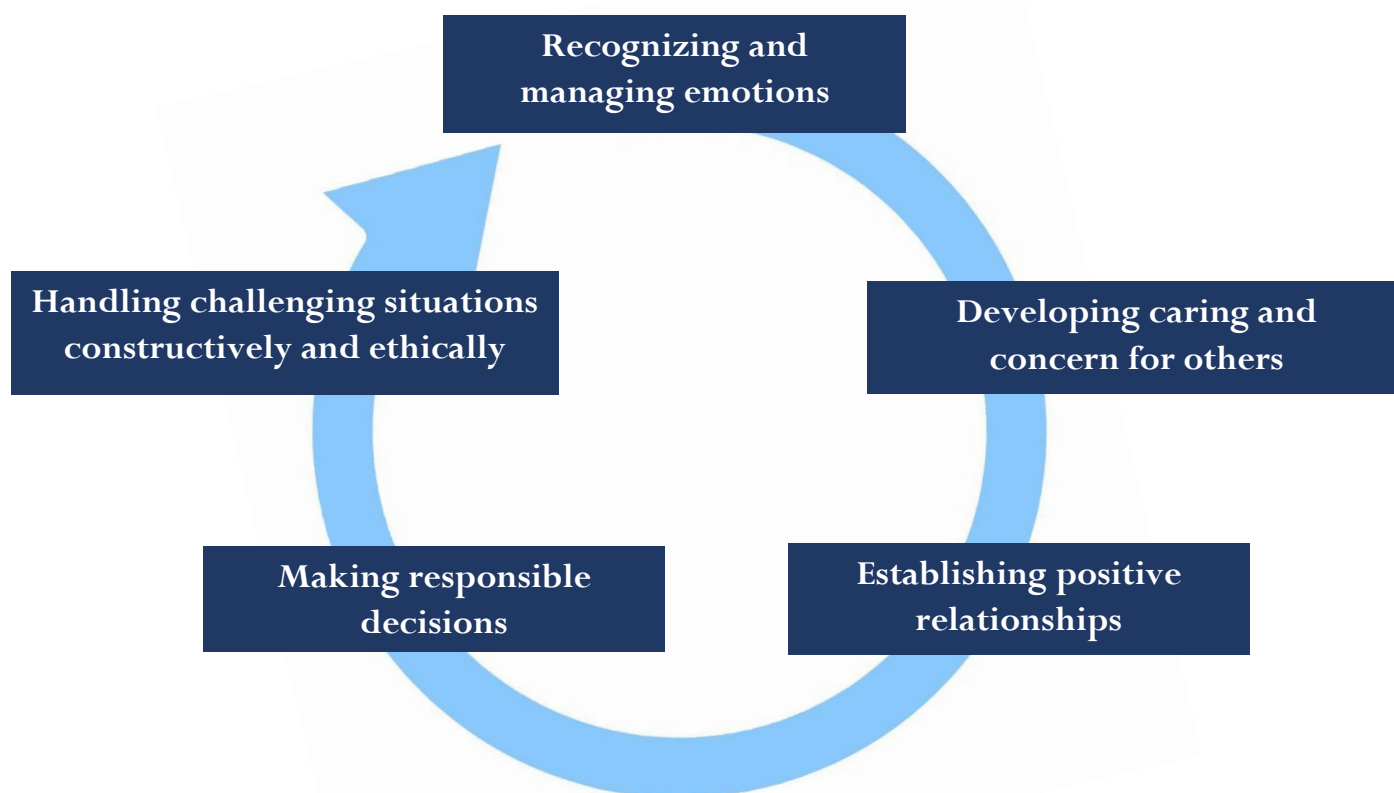 Recognizing and
managing emotions
Developing caring and
concern for others
Establishing positive
relationships
Making responsible
decisions
Handling challenging situations
constructively and ethically